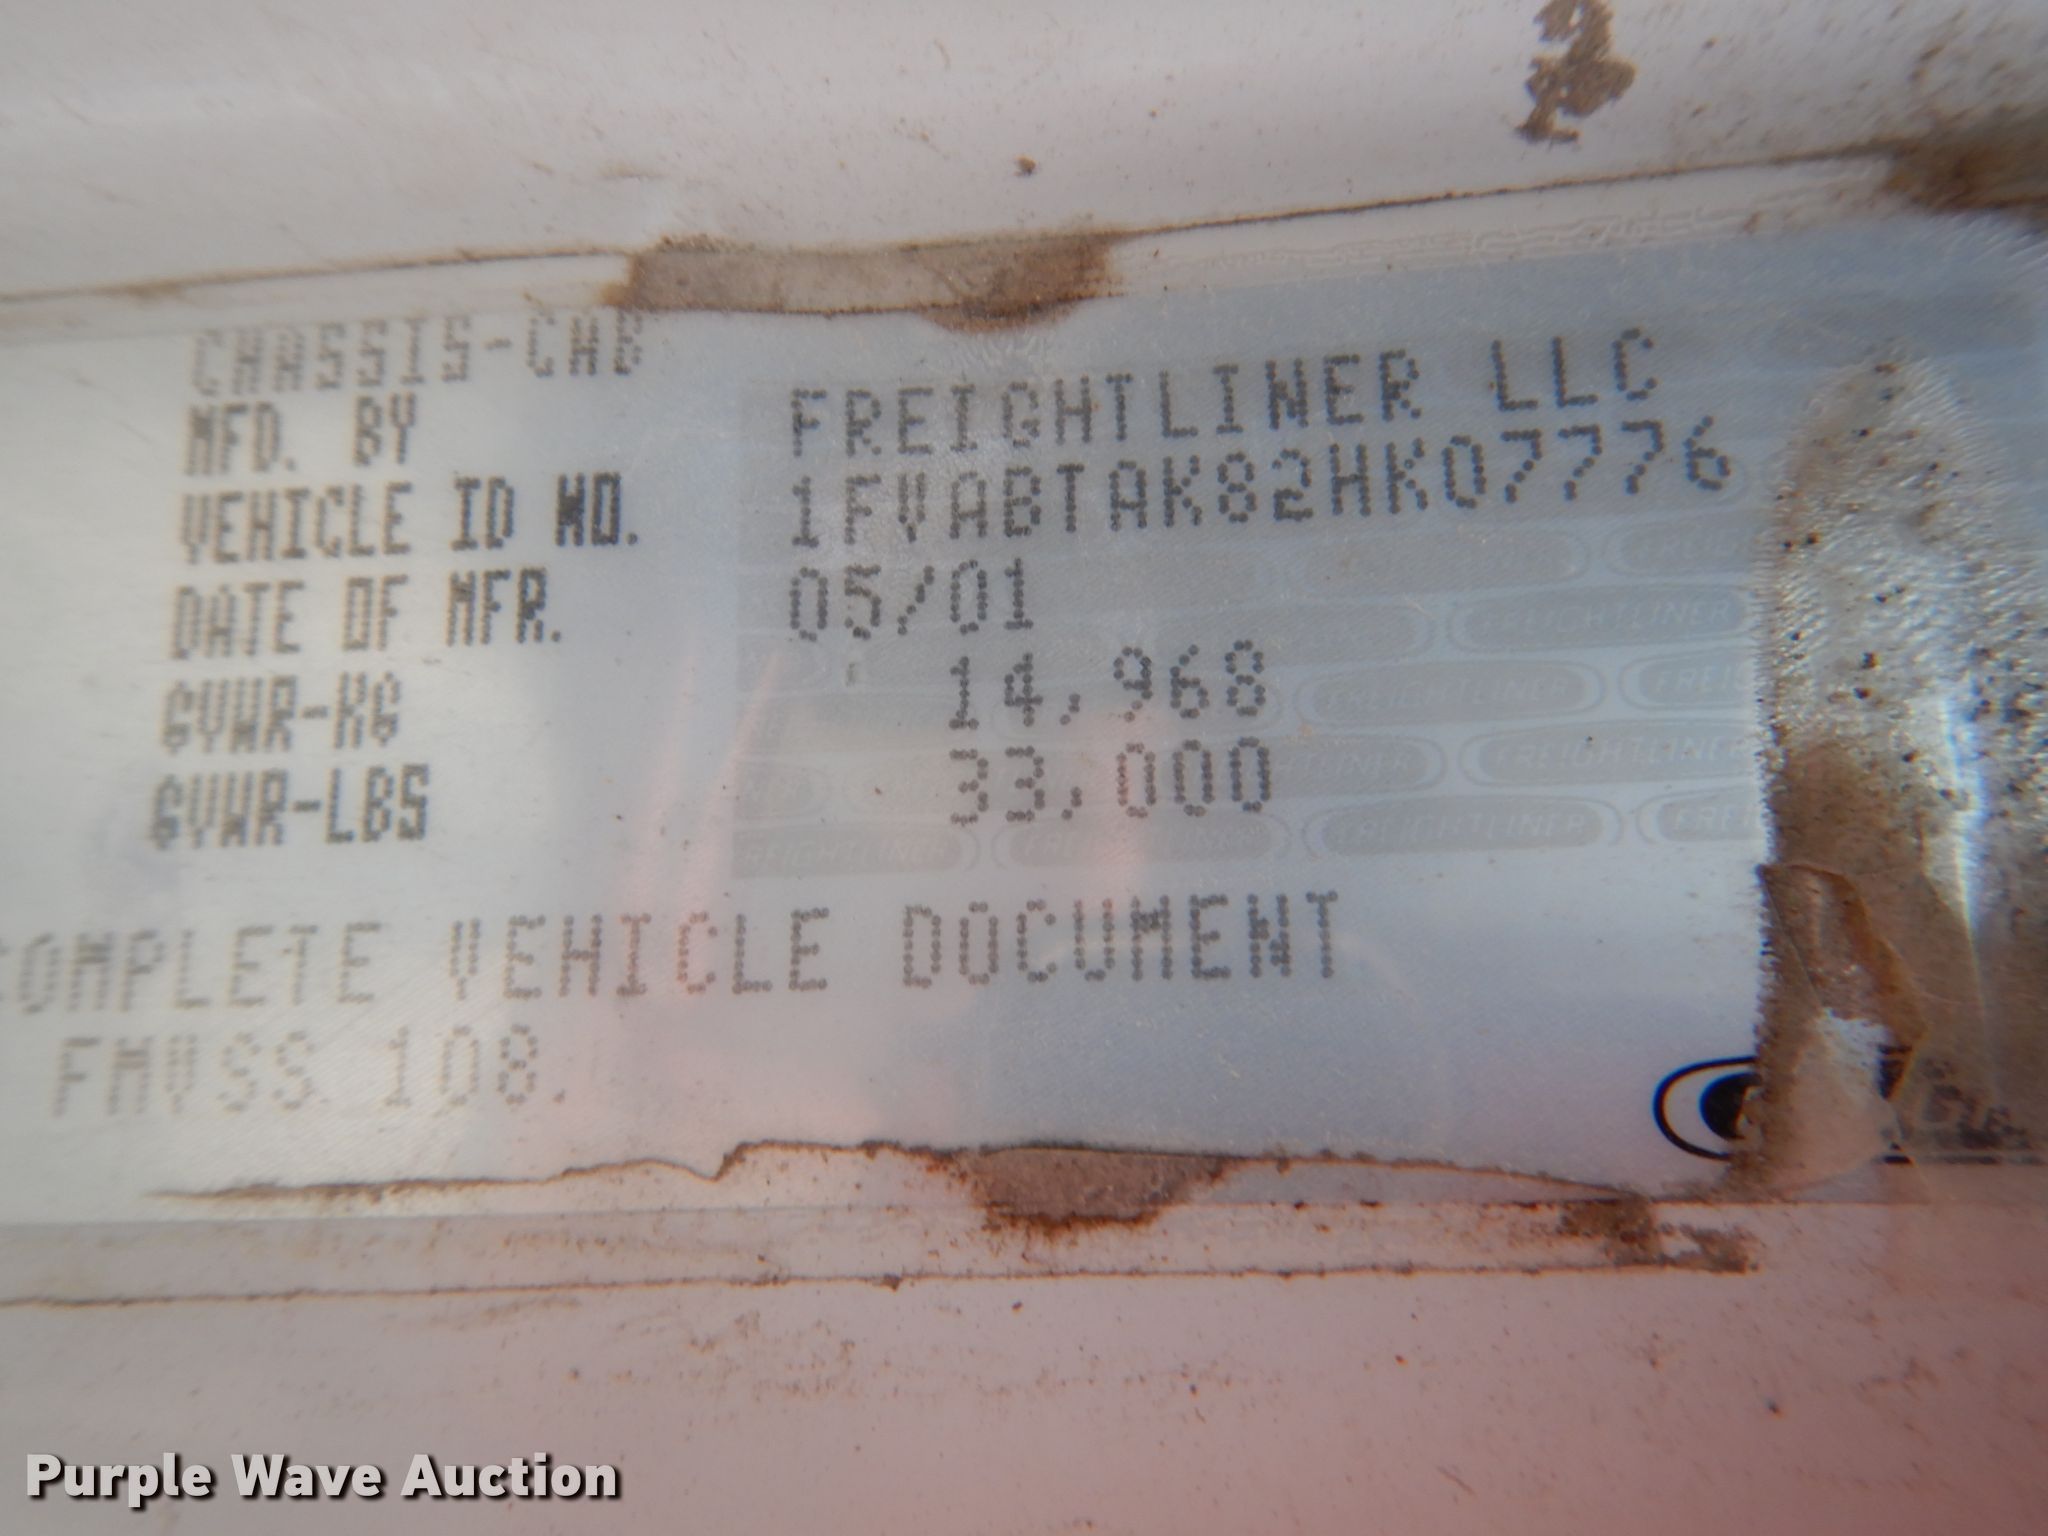 CHASSIS-CAB
MFD. BY FREIGHTLINER LLC
VEHICLE ID NO. 1FVABTAK82HK07776
DATE OF MFR. 05/01
GVWR-KG 14,968
GVWR-LBS 33,000
COMPLETE VEHICLE DOCUMENT
FMVSS 108.
Purple Wave Auction